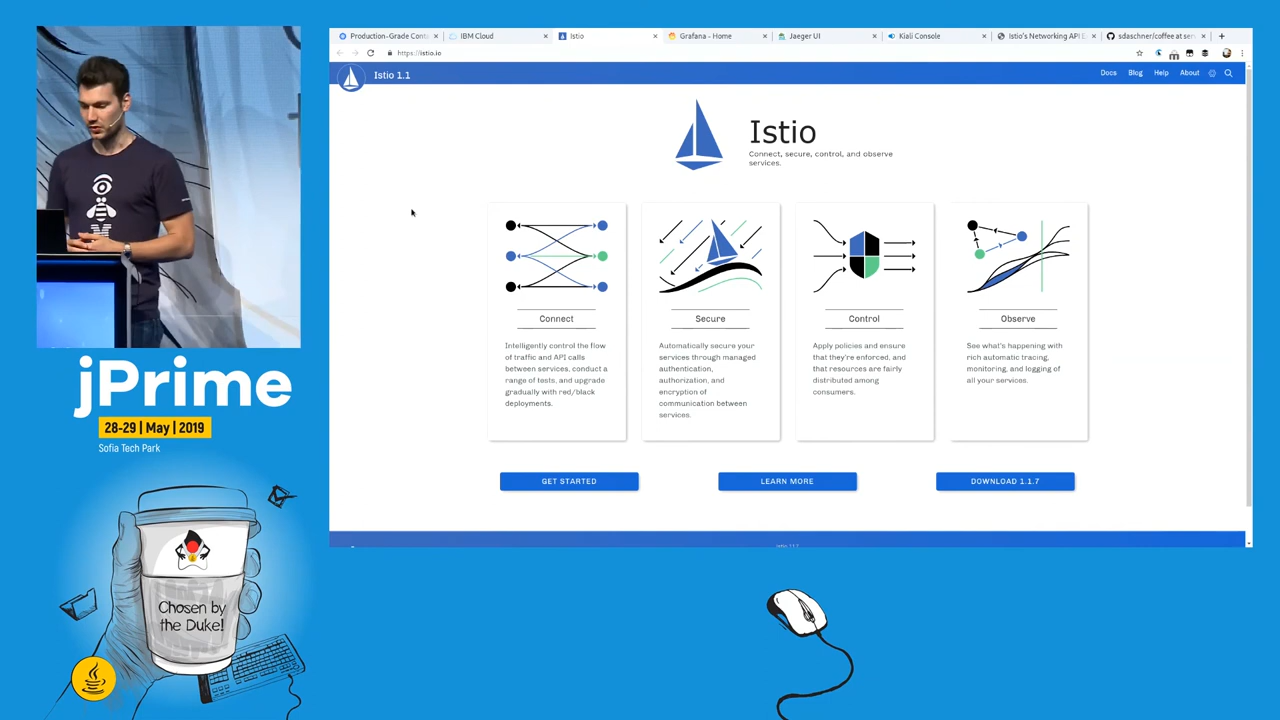 Production-Grade Conta
IBM Cloud
Istio
Grafana - Home
Jaeger UI
Kiali Console
Istio's Networking API E
sdaschner/coffee at ser
https://istio.io
Istio 1.1
Docs
Blog
Help
About
Istio
Connect, secure, control, and observe
services.
Connect
Intelligently control the flow
of traffic and API calls
between services, conduct a
range of tests, and upgrade
gradually with red/black
deployments.
Secure
Automatically secure your
services through managed
authentication,
authorization, and
encryption of
communication between
services.
Control
Apply policies and ensure
that they're enforced, and
that resources are fairly
distributed among
consumers.
Observe
See what's happening with
rich automatic tracing,
monitoring, and logging of
all your services.
GET STARTED
LEARN MORE
DOWNLOAD 1.1.7
jPrime
28-29 | May | 2019
Sofia Tech Park
Chosen by
the Duke!